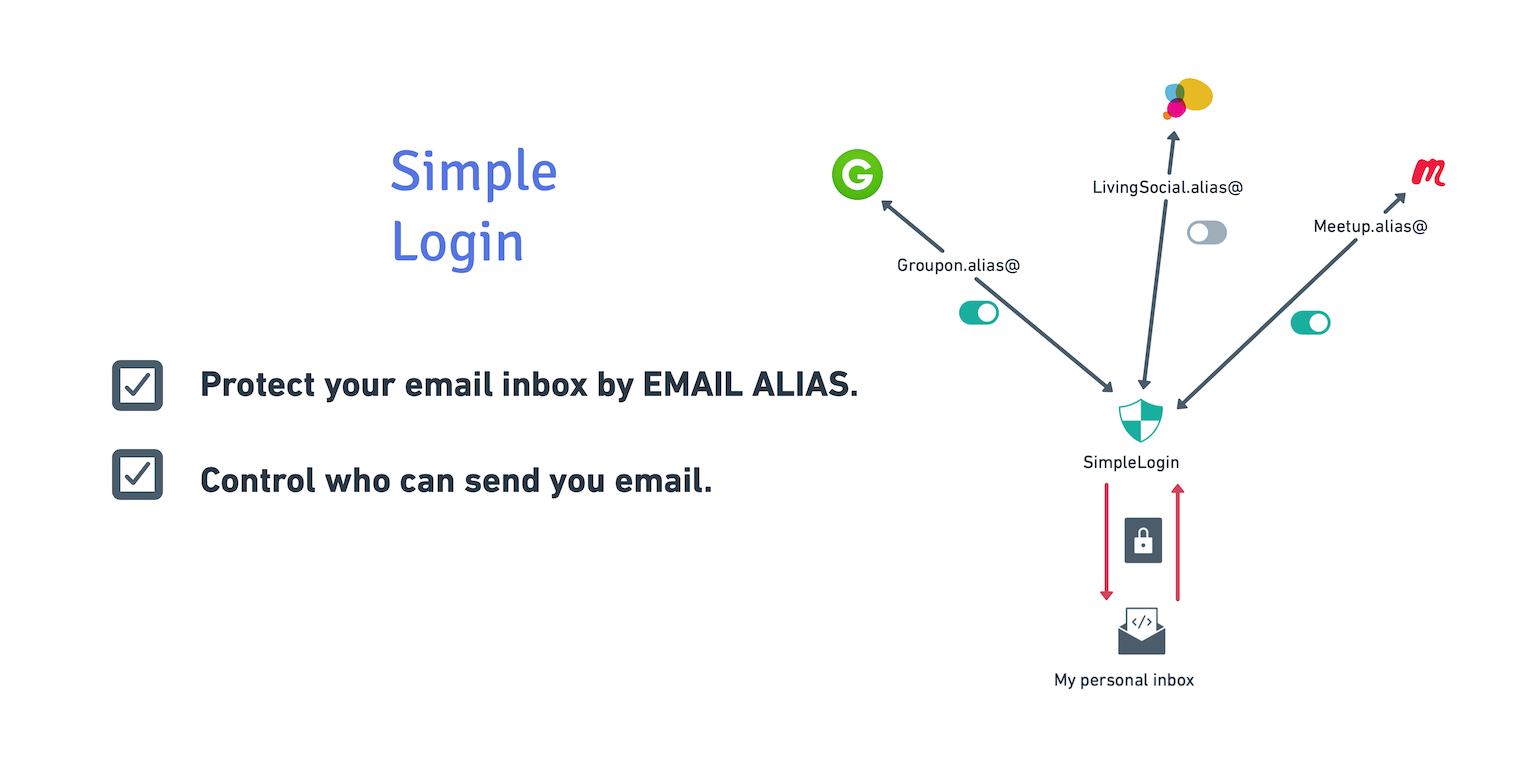 Simple
Login
Protect your email inbox by EMAIL ALIAS.
Control who can send you email.
G
LivingSocial.alias@
m
Meetup.alias@
Groupon.alias@
SimpleLogin
</>
My personal inbox